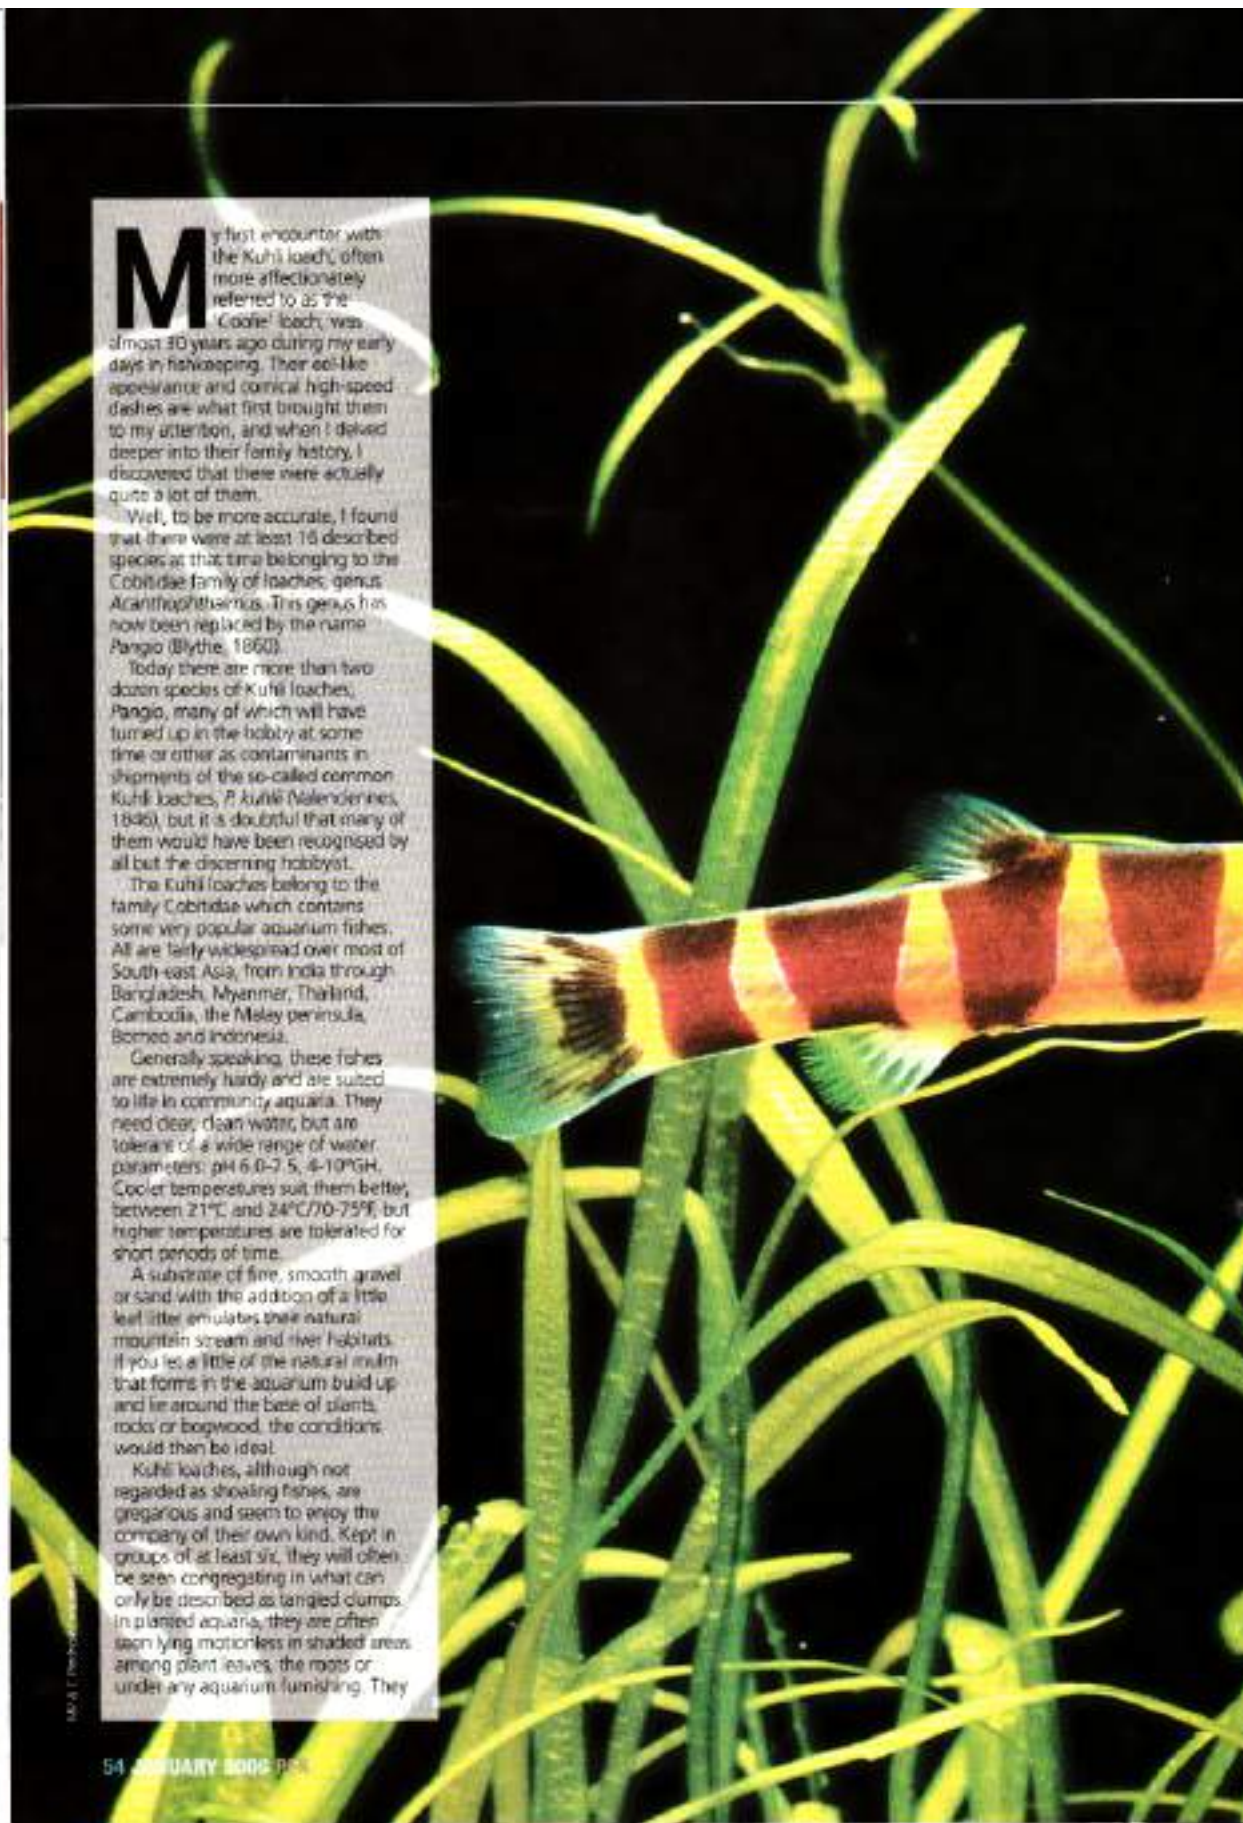 My first encounter with
the Kuhli loach, often
more affectionately
referred to as the
'Coolie' loach, was
almost 30 years ago during my early
days in fishkeeping. Their eel-like
appearance and comical high-speed
dashes are what first brought them
to my attention, and when I delved
deeper into their family history, I
discovered that there were actually
quite a lot of them.
Well, to be more accurate, I found
that there were at least 16 described
species at that time belonging to the
Cobitidae family of loaches, genus
Acanthophthalmus. This genus has
now been replaced by the name
Pangio (Blythe, 1860).
Today there are more than two
dozen species of Kuhli loaches,
Pangio, many of which will have
turned up in the hobby at some
time or other as contaminants in
shipments of the so-called common
Kuhli loaches, P. kuhlii (Valenciennes,
1846), but it is doubtful that many of
them would have been recognised by
all but the discerning hobbyist.
The Kuhli loaches belong to the
family Cobitidae which contains
some very popular aquarium fishes.
All are fairly widespread over most of
South-east Asia, from India through
Bangladesh, Myanmar, Thailand,
Cambodia, the Malay peninsula,
Borneo and Indonesia.
Generally speaking, these fishes
are extremely hardy and are suited
to life in community aquaria. They
need clear, clean water, but are
tolerant of a wide range of water
parameters: pH 6.0-7.5, 4-10°GH.
Cooler temperatures suit them better,
between 21°C and 24°C/70-75°F, but
higher temperatures are tolerated for
short periods of time.
A substrate of fine, smooth gravel
or sand with the addition of a little
leaf litter emulates their natural
mountain stream and river habitats.
If you let a little of the natural mulm
that forms in the aquarium build up
and lie around the base of plants,
rocks or bogwood, the conditions
would then be ideal.
Kuhli loaches, although not
regarded as shoaling fishes, are
gregarious and seem to enjoy the
company of their own kind. Kept in
groups of at least six, they will often
be seen congregating in what can
only be described as tangled clumps.
In planted aquaria, they are often
seen lying motionless in shaded areas
among plant leaves, the roots or
under any aquarium furnishing. They
54 JANUARY 2006